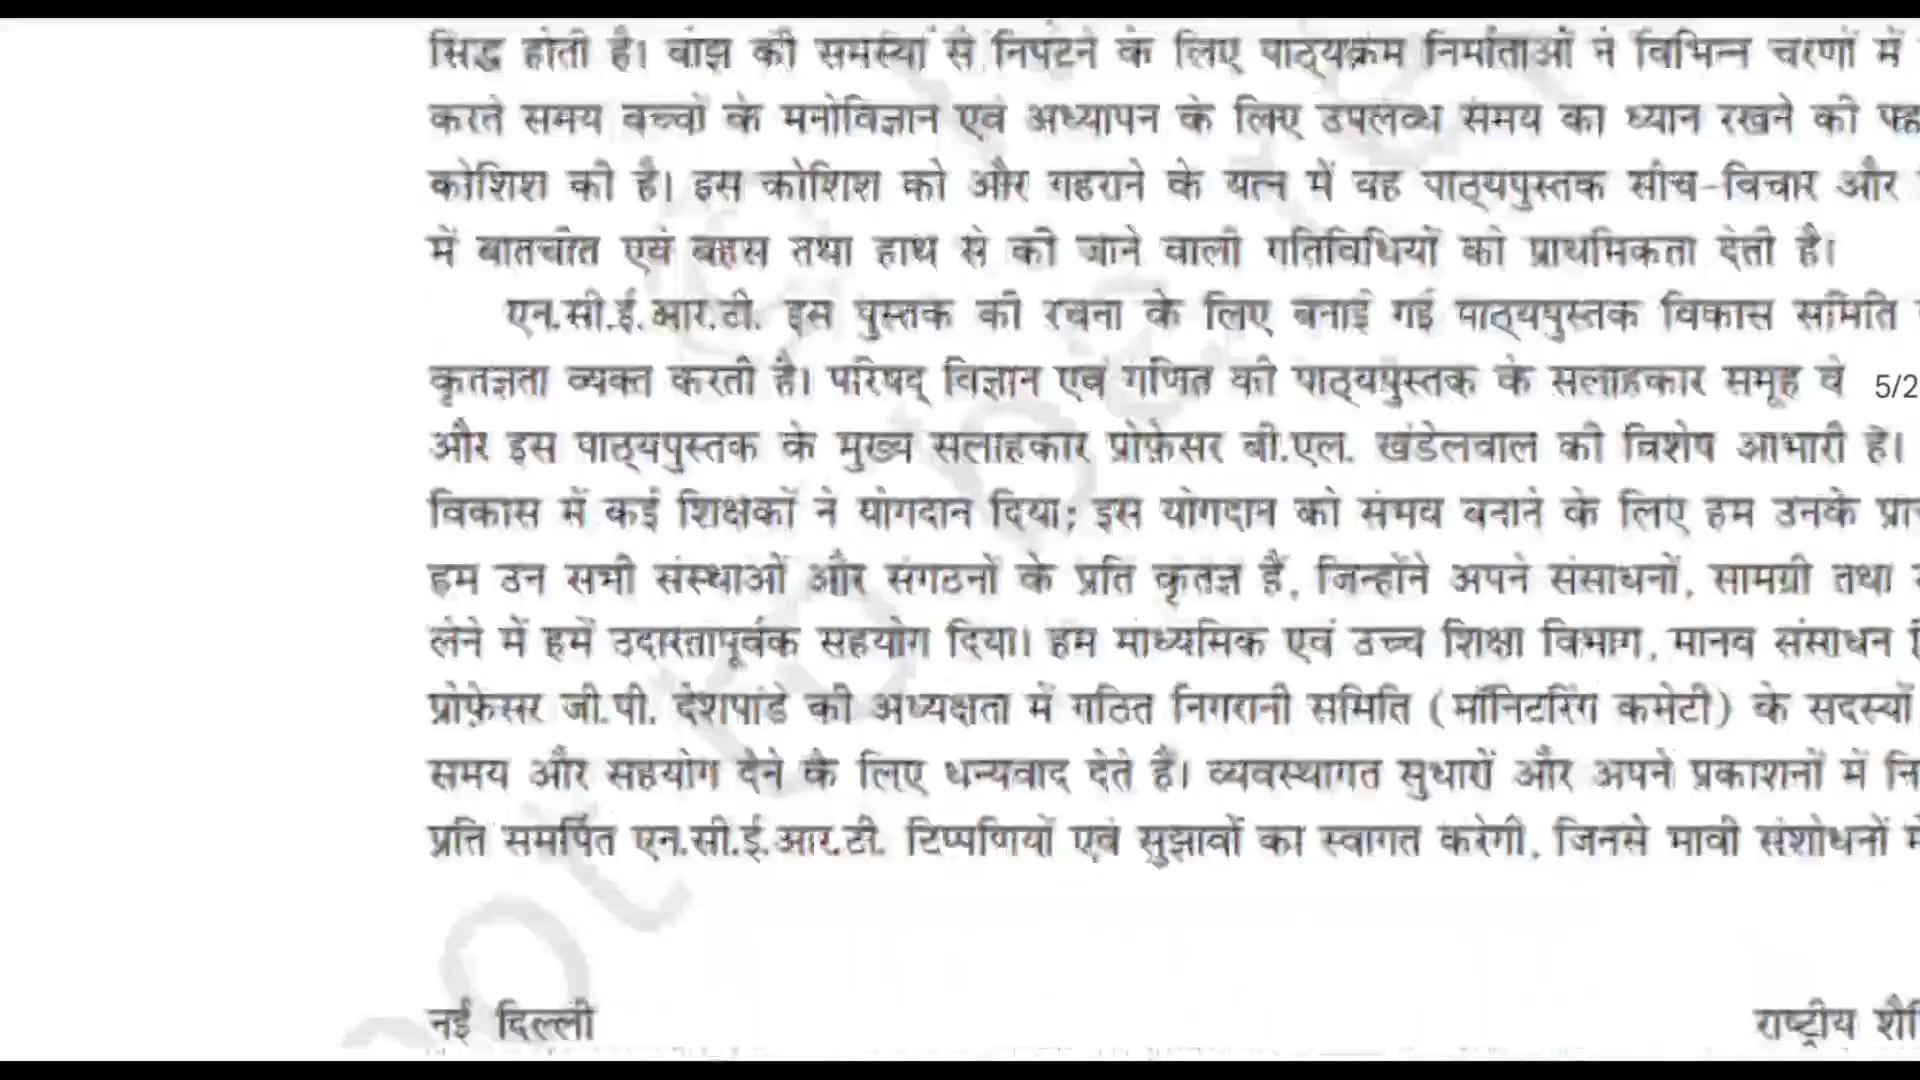 सिद्ध होती है। बोझ की समस्या से निपटने के लिए पाठ्यक्रम निर्माताओं ने विभिन्न चरणों में
करते समय बच्चों के मनोविज्ञान एवं अध्यापन के लिए उपलब्ध समय का ध्यान रखने की पह
कोशिश की है। इस कोशिश को और गहराने के यत्न में यह पाठ्यपुस्तक सोच-विचार और
में बातचीत एवं बहस तथा हाथ से की जाने वाली गतिविधियों को प्राथमिकता देती है।
एन.सी.ई.आर.टी. इस पुस्तक की रचना के लिए बनाई गई पाठ्यपुस्तक विकास समिति
कृतज्ञता व्यक्त करती है। परिषद् विज्ञान एवं गणित की पाठ्यपुस्तक के सलाहकार समूह 5/2
और इस पाठ्यपुस्तक के मुख्य सलाहकार प्रोफ़ेसर बी.एल. खंडेलवाल की विशेष आभारी है।
विकास में कई शिक्षकों ने योगदान दिया; इस योगदान को संभव बनाने के लिए हम उनके प्रा
हम उन सभी संस्थाओं और संगठनों के प्रति कृतज्ञ हैं, जिन्होंने अपने संसाधनों, सामग्री तथा
लेने में हमें उदारतापूर्वक सहयोग दिया। हम माध्यमिक एवं उच्च शिक्षा विभाग, मानव संसाधन
प्रोफ़ेसर जी.पी. देशपांडे की अध्यक्षता में गठित निगरानी समिति (मॉनिटरिंग कमेटी) के सदस्यों
समय और सहयोग देने के लिए धन्यवाद देते हैं। व्यवस्थागत सुधारों और अपने प्रकाशनों में नि
प्रति समर्पित एन.सी.ई.आर.टी. टिप्पणियों एवं सुझावों का स्वागत करेगी, जिनसे भावी संशोधनों में
नई दिल्ली राष्ट्रीय शै